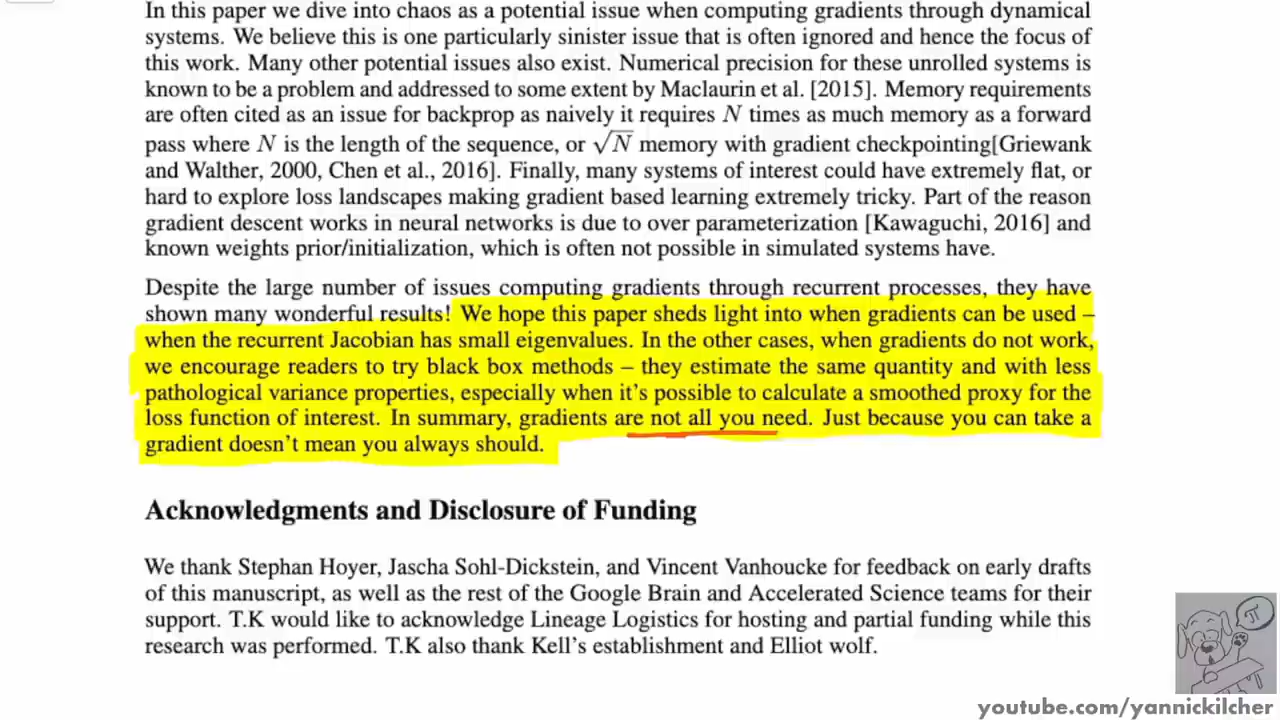 In this paper we dive into chaos as a potential issue when computing gradients through dynamical
systems. We believe this is one particularly sinister issue that is often ignored and hence the focus of
this work. Many other potential issues also exist. Numerical precision for these unrolled systems is
known to be a problem and addressed to some extent by Maclaurin et al. [2015]. Memory requirements
are often cited as an issue for backprop as naively it requires N times as much memory as a forward
pass where N is the length of the sequence, or √N memory with gradient checkpointing[Griewank
and Walther, 2000, Chen et al., 2016]. Finally, many systems of interest could have extremely flat, or
hard to explore loss landscapes making gradient based learning extremely tricky. Part of the reason
gradient descent works in neural networks is due to over parameterization [Kawaguchi, 2016] and
known weights prior/initialization, which is often not possible in simulated systems have.
Despite the large number of issues computing gradients through recurrent processes, they have
shown many wonderful results! We hope this paper sheds light into when gradients can be used –
when the recurrent Jacobian has small eigenvalues. In the other cases, when gradients do not work,
we encourage readers to try black box methods – they estimate the same quantity and with less
pathological variance properties, especially when it's possible to calculate a smoothed proxy for the
loss function of interest. In summary, gradients are not all you need. Just because you can take a
gradient doesn't mean you always should.
Acknowledgments and Disclosure of Funding
We thank Stephan Hoyer, Jascha Sohl-Dickstein, and Vincent Vanhoucke for feedback on early drafts
of this manuscript, as well as the rest of the Google Brain and Accelerated Science teams for their
support. T.K would like to acknowledge Lineage Logistics for hosting and partial funding while this
research was performed. T.K also thank Kell's establishment and Elliot wolf.
π
youtube.com/yannickilcher